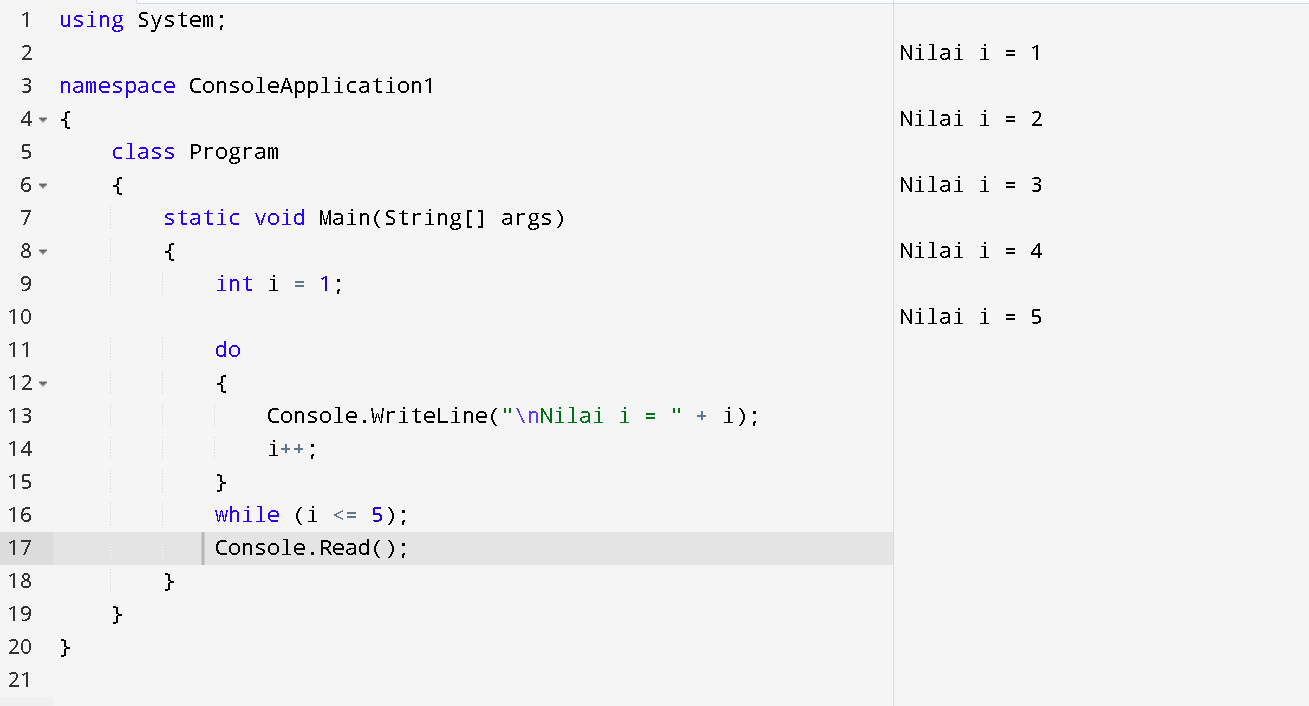 1 using System;
2
3 namespace ConsoleApplication1
4 {
5     class Program
6     {
7         static void Main(String[] args)
8         {
9             int i = 1;
10
11             do
12             {
13                 Console.WriteLine("\nNilai i = " + i);
14                 i++;
15             }
16             while (i <= 5);
17             Console.Read();
18         }
19     }
20 }
21
Nilai i = 1
Nilai i = 2
Nilai i = 3
Nilai i = 4
Nilai i = 5